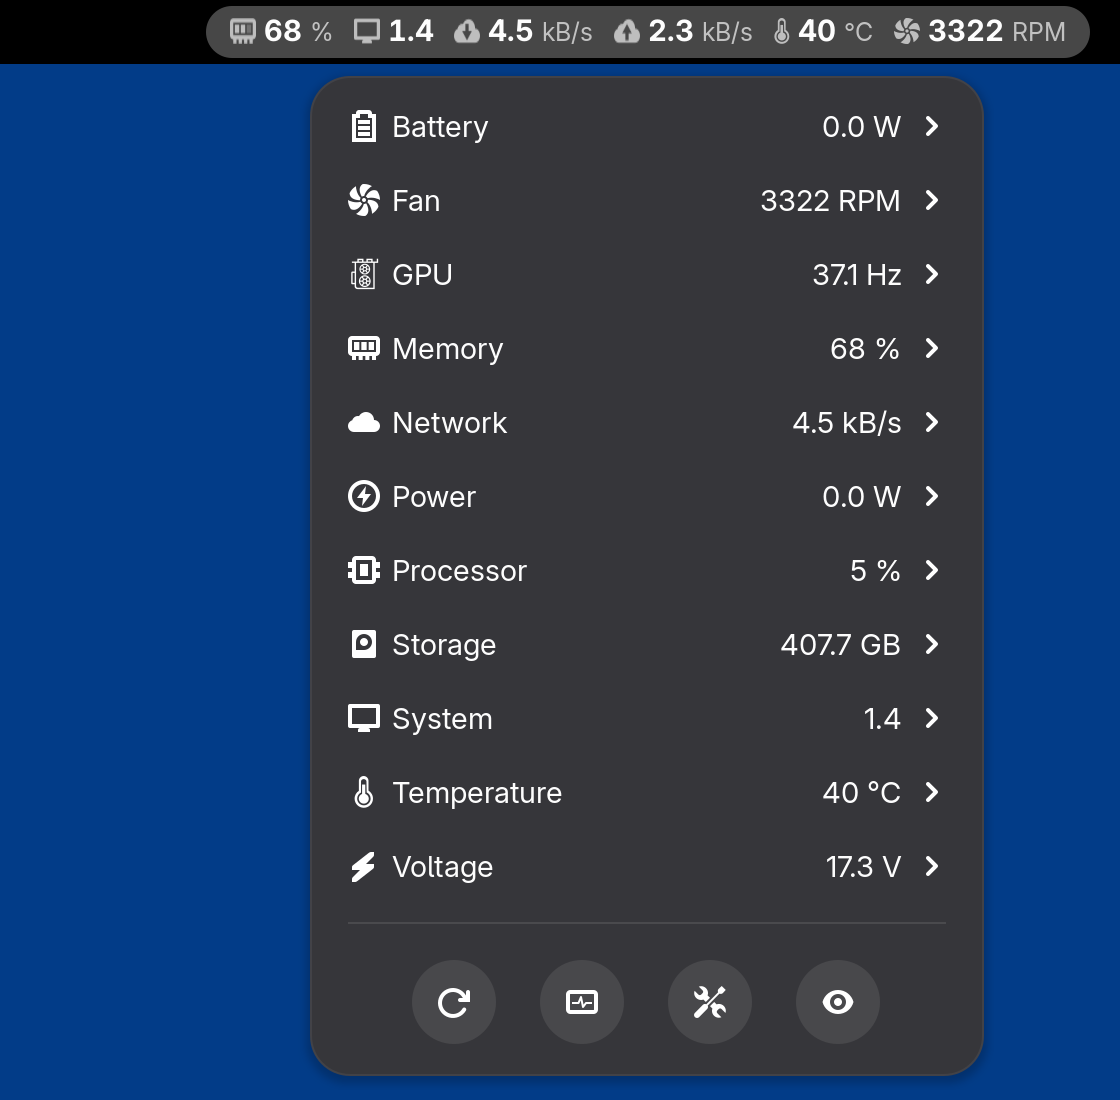 68 % 1.4 4.5 kB/s 2.3 kB/s 40 °C 3322 RPM
Battery 0.0 W
Fan 3322 RPM
GPU 37.1 Hz
Memory 68 %
Network 4.5 kB/s
Power 0.0 W
Processor 5 %
Storage 407.7 GB
System 1.4
Temperature 40 °C
Voltage 17.3 V